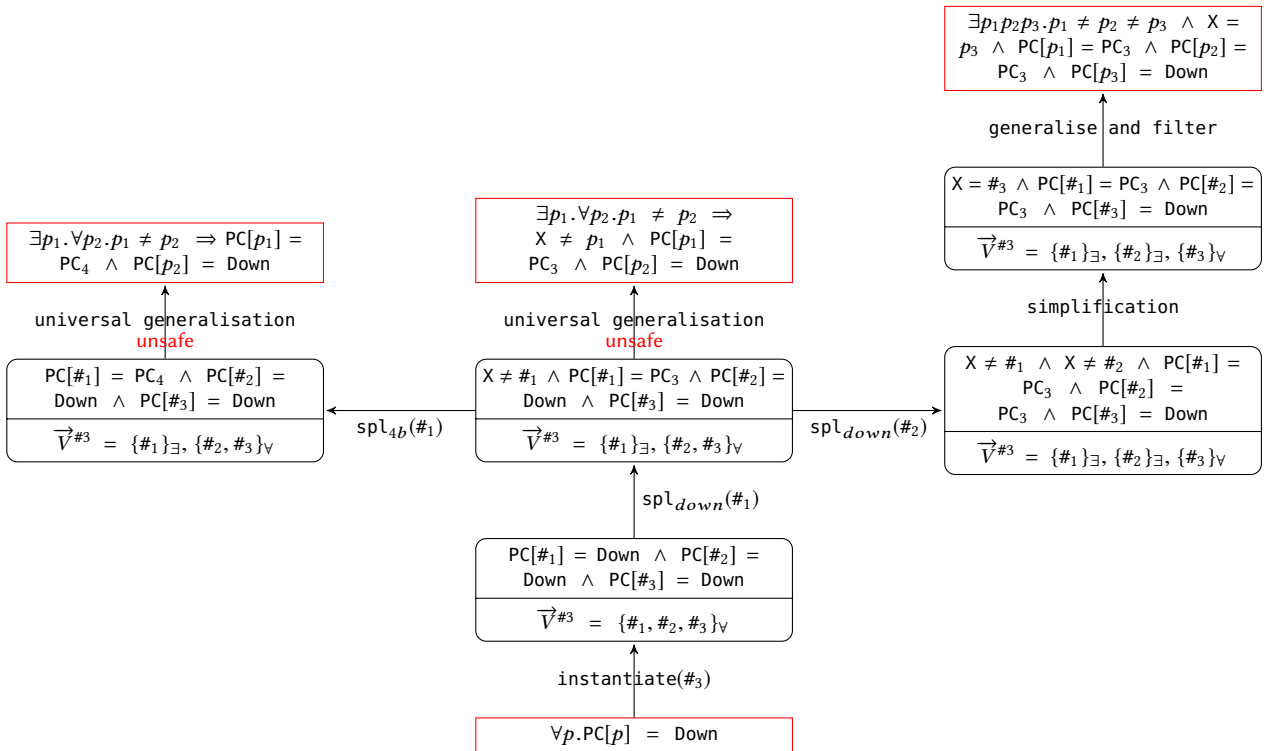 ∃p₁p₂p₃.p₁ ≠ p₂ ≠ p₃ ∧ X =
p₃ ∧ PC[p₁] = PC₃ ∧ PC[p₂] =
PC₃ ∧ PC[p₃] = Down
generalise and filter
X = #₃ ∧ PC[#₁] = PC₃ ∧ PC[#₂] =
PC₃ ∧ PC[#₃] = Down
V⃗^#3 = {#₁}∃, {#₂}∃, {#₃}∀
simplification
X ≠ #₁ ∧ X ≠ #₂ ∧ PC[#₁] =
PC₃ ∧ PC[#₂] =
PC₃ ∧ PC[#₃] = Down
V⃗^#3 = {#₁}∃, {#₂}∃, {#₃}∀
∃p₁.∀p₂.p₁ ≠ p₂ ⇒ PC[p₁] =
PC₄ ∧ PC[p₂] = Down
universal generalisation
unsafe
PC[#₁] = PC₄ ∧ PC[#₂] =
Down ∧ PC[#₃] = Down
V⃗^#3 = {#₁}∃, {#₂, #₃}∀
spl_4b(#₁)
∃p₁.∀p₂.p₁ ≠ p₂ ⇒
X ≠ p₁ ∧ PC[p₁] =
PC₃ ∧ PC[p₂] = Down
universal generalisation
unsafe
X ≠ #₁ ∧ PC[#₁] = PC₃ ∧ PC[#₂] =
Down ∧ PC[#₃] = Down
V⃗^#3 = {#₁}∃, {#₂, #₃}∀
spl_down(#₂)
spl_down(#₁)
PC[#₁] = Down ∧ PC[#₂] =
Down ∧ PC[#₃] = Down
V⃗^#3 = {#₁, #₂, #₃}∀
instantiate(#₃)
∀p.PC[p] = Down